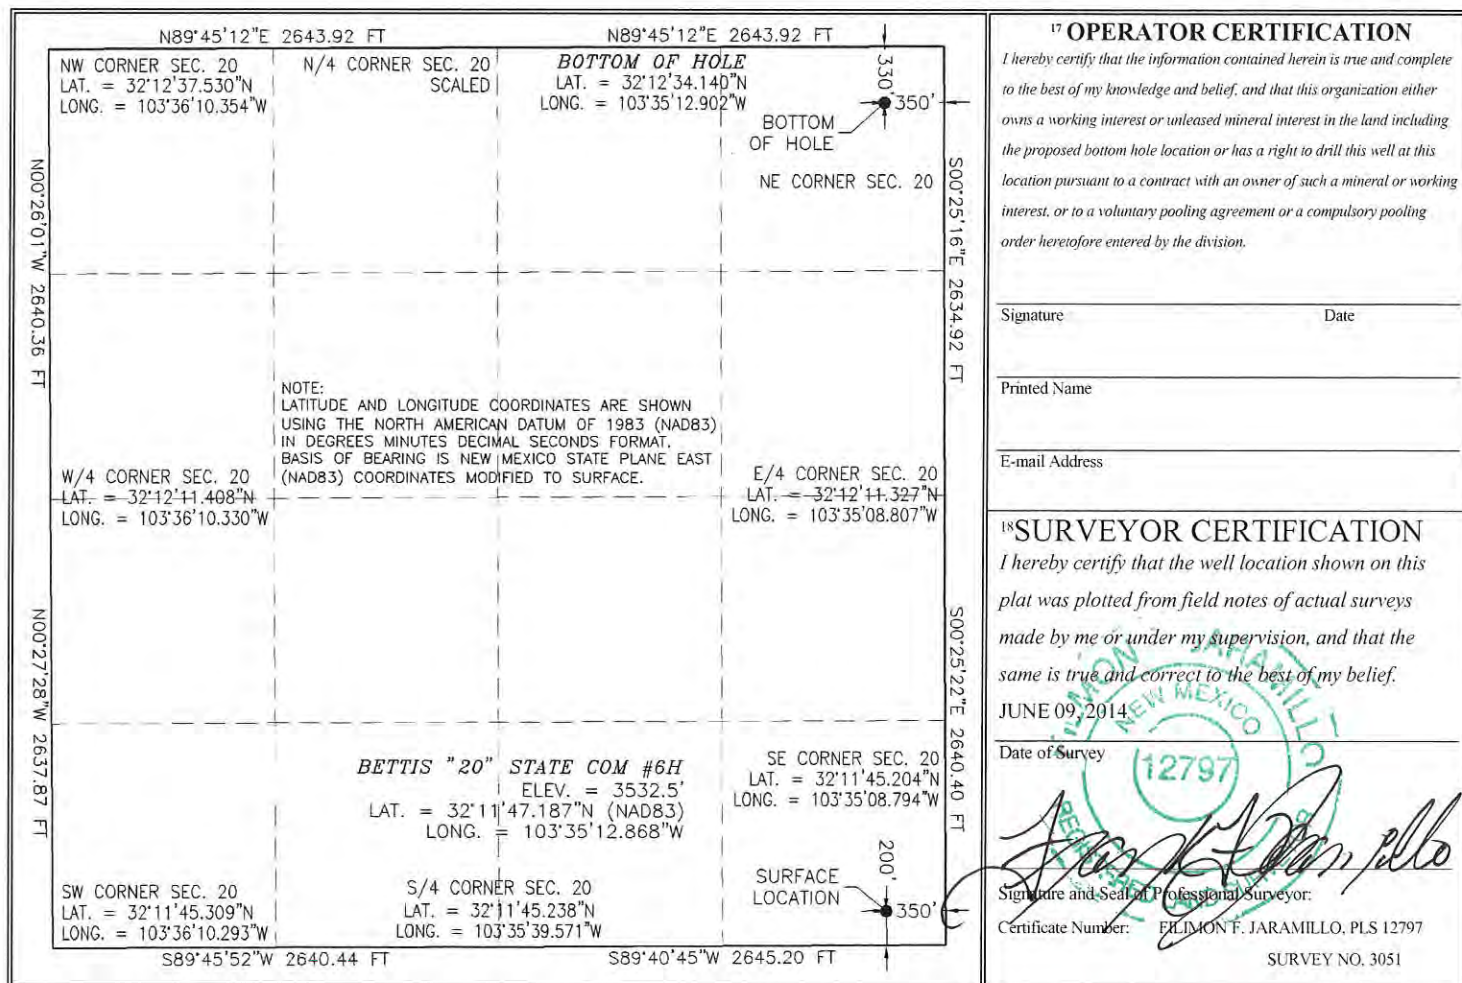 N89°45'12"E 2643.92 FT
N89°45'12"E 2643.92 FT
NW CORNER SEC. 20
LAT. = 32°12'37.530"N
LONG. = 103°36'10.354"W
N/4 CORNER SEC. 20
SCALED
BOTTOM OF HOLE
LAT. = 32°12'34.140"N
LONG. = 103°35'12.902"W
330'
350'
BOTTOM
OF HOLE
NE CORNER SEC. 20
N00°26'01"W 2640.36 FT
S00°25'16"E 2634.92 FT
NOTE:
LATITUDE AND LONGITUDE COORDINATES ARE SHOWN
USING THE NORTH AMERICAN DATUM OF 1983 (NAD83)
IN DEGREES MINUTES DECIMAL SECONDS FORMAT.
BASIS OF BEARING IS NEW MEXICO STATE PLANE EAST
(NAD83) COORDINATES MODIFIED TO SURFACE.
W/4 CORNER SEC. 20
LAT. = 32°12'11.408"N
LONG. = 103°36'10.330"W
E/4 CORNER SEC. 20
LAT. = 32°12'11.327"N
LONG. = 103°35'08.807"W
N00°27'28"W 2637.87 FT
S00°25'22"E 2640.40 FT
BETTIS "20" STATE COM #6H
ELEV. = 3532.5'
LAT. = 32°11'47.187"N (NAD83)
LONG. = 103°35'12.868"W
SE CORNER SEC. 20
LAT. = 32°11'45.204"N
LONG. = 103°35'08.794"W
SW CORNER SEC. 20
LAT. = 32°11'45.309"N
LONG. = 103°36'10.293"W
S/4 CORNER SEC. 20
LAT. = 32°11'45.238"N
LONG. = 103°35'39.571"W
SURFACE
LOCATION
200'
350'
S89°45'52"W 2640.44 FT
S89°40'45"W 2645.20 FT
17 OPERATOR CERTIFICATION
I hereby certify that the information contained herein is true and complete
to the best of my knowledge and belief, and that this organization either
owns a working interest or unleased mineral interest in the land including
the proposed bottom hole location or has a right to drill this well at this
location pursuant to a contract with an owner of such a mineral or working
interest, or to a voluntary pooling agreement or a compulsory pooling
order heretofore entered by the division.
Signature Date
Printed Name
E-mail Address
18 SURVEYOR CERTIFICATION
I hereby certify that the well location shown on this
plat was plotted from field notes of actual surveys
made by me or under my supervision, and that the
same is true and correct to the best of my belief.
JUNE 09, 2014
Date of Survey
JARAMILLO
NEW MEXICO
12797
Signature and Seal of Professional Surveyor:
Certificate Number: FILIMON F. JARAMILLO, PLS 12797
SURVEY NO. 3051